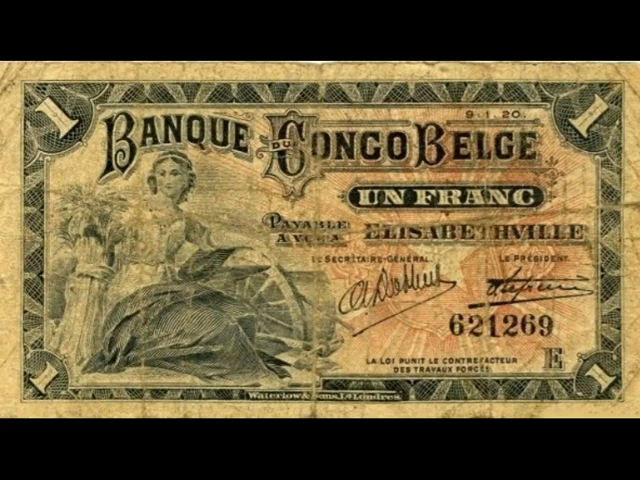 1 1
9.1.20.
BANQUE DU CONGO BELGE
UN FRANC
PAYABLE
À VUE À ELISABETHVILLE
LE SECRÉTAIRE-GÉNÉRAL LE PRÉSIDENT
621269
LA LOI PUNIT LE CONTREFACTEUR
DES TRAVAUX FORCÉS.
E
1 1
Waterlow & Sons, Ld Londres.